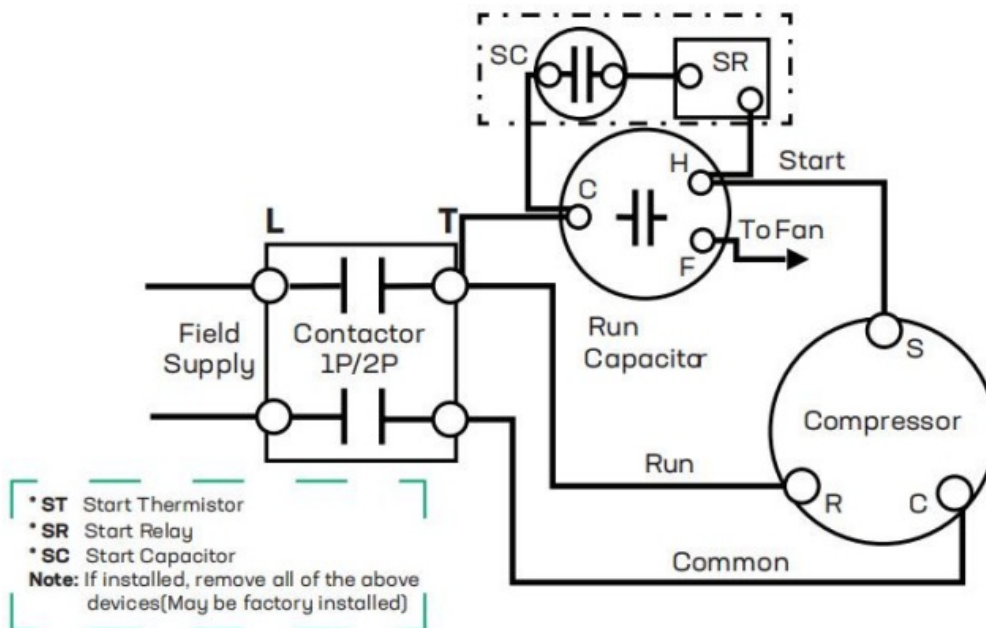 SC
SR
H
Start
C
L
T
To Fan
F
Field
Supply
Contactor
1P/2P
Run
Capacitar
S
Compressor
Run
R
C
Common
* ST Start Thermistor
* SR Start Relay
* SC Start Capacitor
Note: If installed, remove all of the above
devices(May be factory installed)